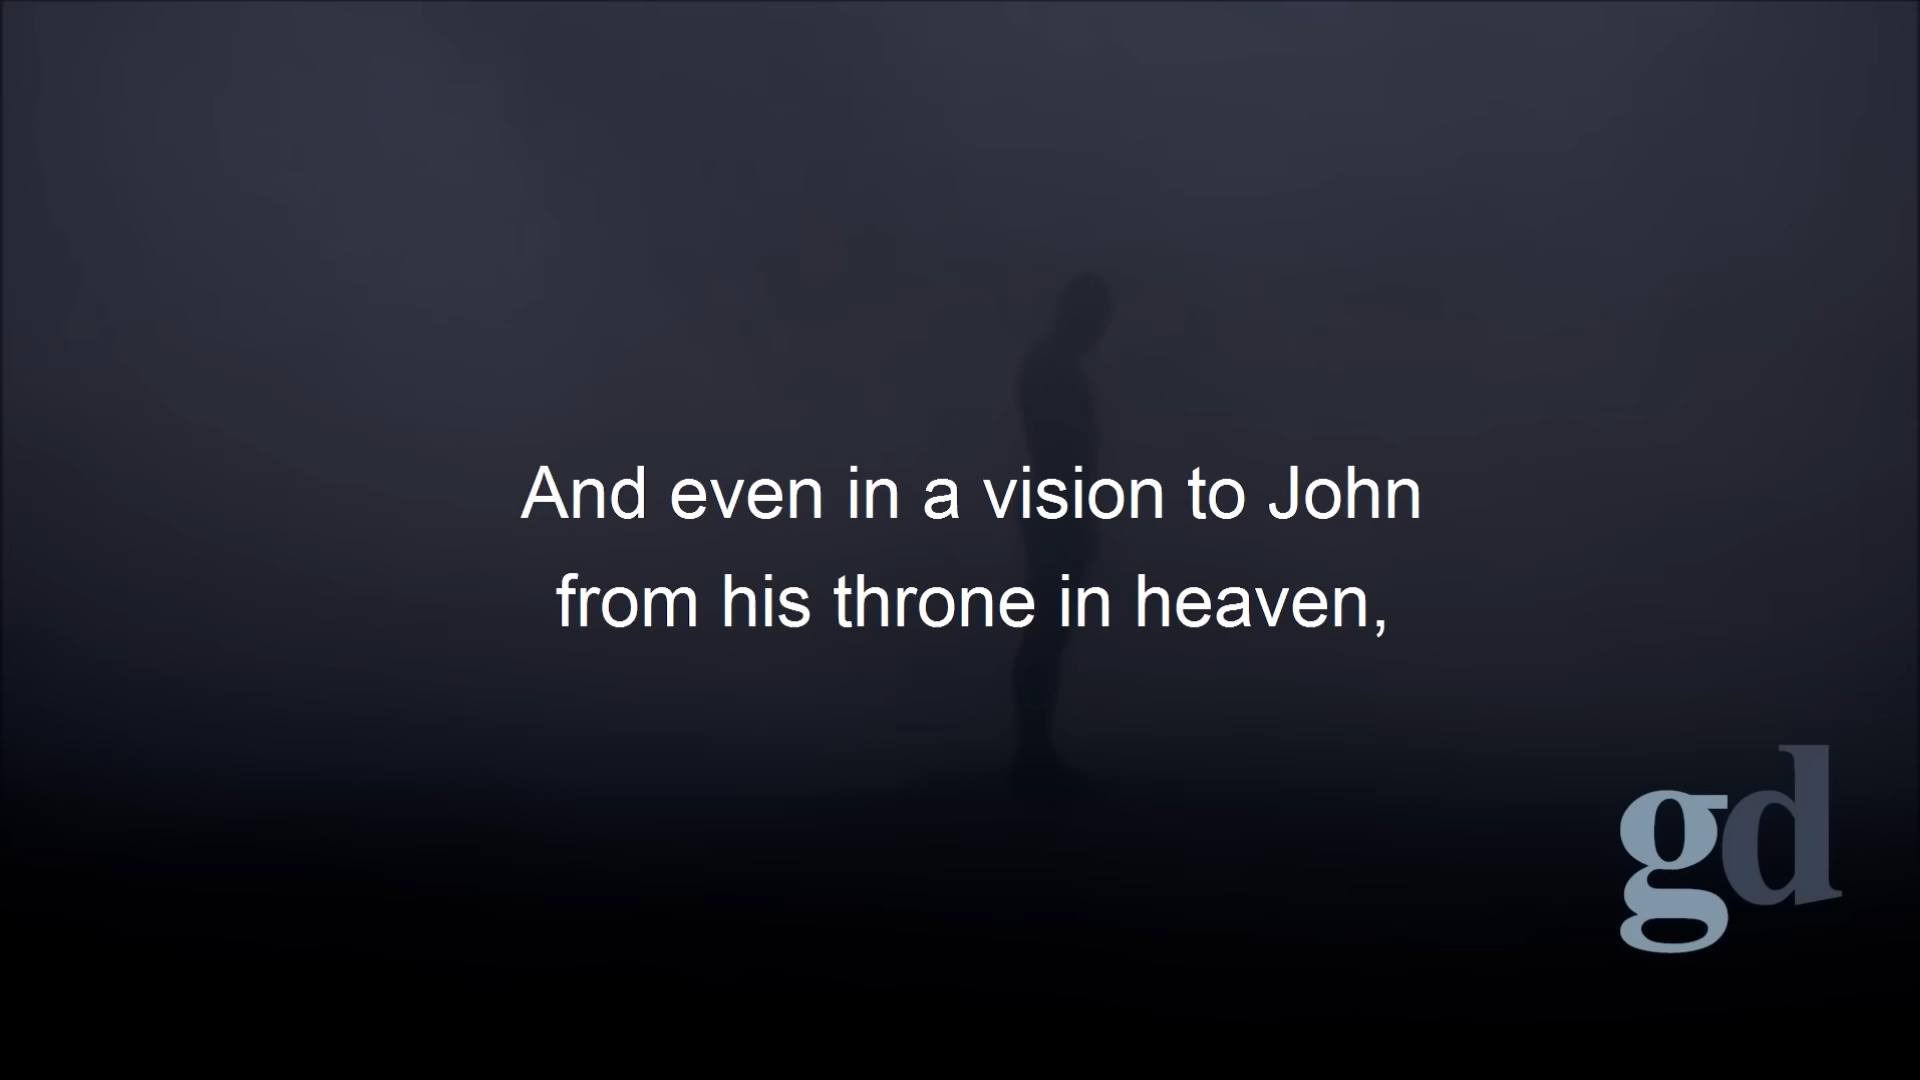 And even in a vision to John
from his throne in heaven,
gd